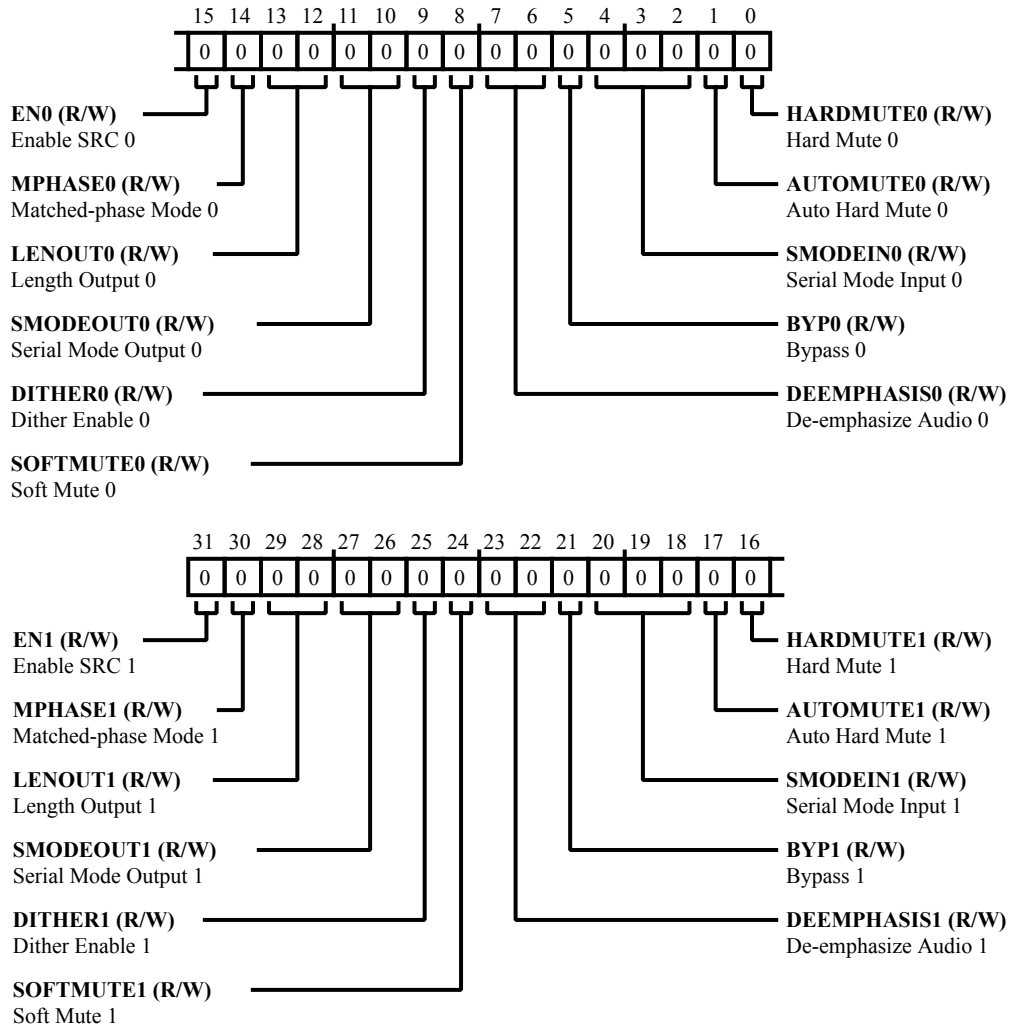 15 14 13 12 11 10 9 8 7 6 5 4 3 2 1 0
0 0 0 0 0 0 0 0 0 0 0 0 0 0 0 0
EN0 (R/W)
Enable SRC 0
MPHASE0 (R/W)
Matched-phase Mode 0
LENOUT0 (R/W)
Length Output 0
SMODEOUT0 (R/W)
Serial Mode Output 0
DITHER0 (R/W)
Dither Enable 0
SOFTMUTE0 (R/W)
Soft Mute 0
HARDMUTE0 (R/W)
Hard Mute 0
AUTOMUTE0 (R/W)
Auto Hard Mute 0
SMODEIN0 (R/W)
Serial Mode Input 0
BYP0 (R/W)
Bypass 0
DEEMPHASIS0 (R/W)
De-emphasize Audio 0
31 30 29 28 27 26 25 24 23 22 21 20 19 18 17 16
0 0 0 0 0 0 0 0 0 0 0 0 0 0 0 0
EN1 (R/W)
Enable SRC 1
MPHASE1 (R/W)
Matched-phase Mode 1
LENOUT1 (R/W)
Length Output 1
SMODEOUT1 (R/W)
Serial Mode Output 1
DITHER1 (R/W)
Dither Enable 1
SOFTMUTE1 (R/W)
Soft Mute 1
HARDMUTE1 (R/W)
Hard Mute 1
AUTOMUTE1 (R/W)
Auto Hard Mute 1
SMODEIN1 (R/W)
Serial Mode Input 1
BYP1 (R/W)
Bypass 1
DEEMPHASIS1 (R/W)
De-emphasize Audio 1